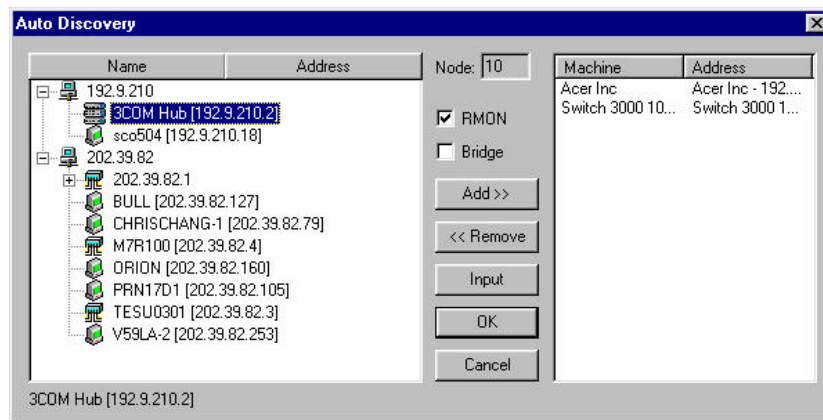 Auto Discovery
Name Address Node: 10 Machine Address
192.9.210 Acer Inc Acer Inc - 192....
3COM Hub [192.9.210.2] RMON Switch 3000 10... Switch 3000 1...
sco504 [192.9.210.18]
202.39.82 Bridge
202.39.82.1
BULL [202.39.82.127] Add >>
CHRISCHANG-1 [202.39.82.79]
M7R100 [202.39.82.4] << Remove
ORION [202.39.82.160]
PRN17D1 [202.39.82.105] Input
TESU0301 [202.39.82.3] OK
V59LA-2 [202.39.82.253]
Cancel
3COM Hub [192.9.210.2]